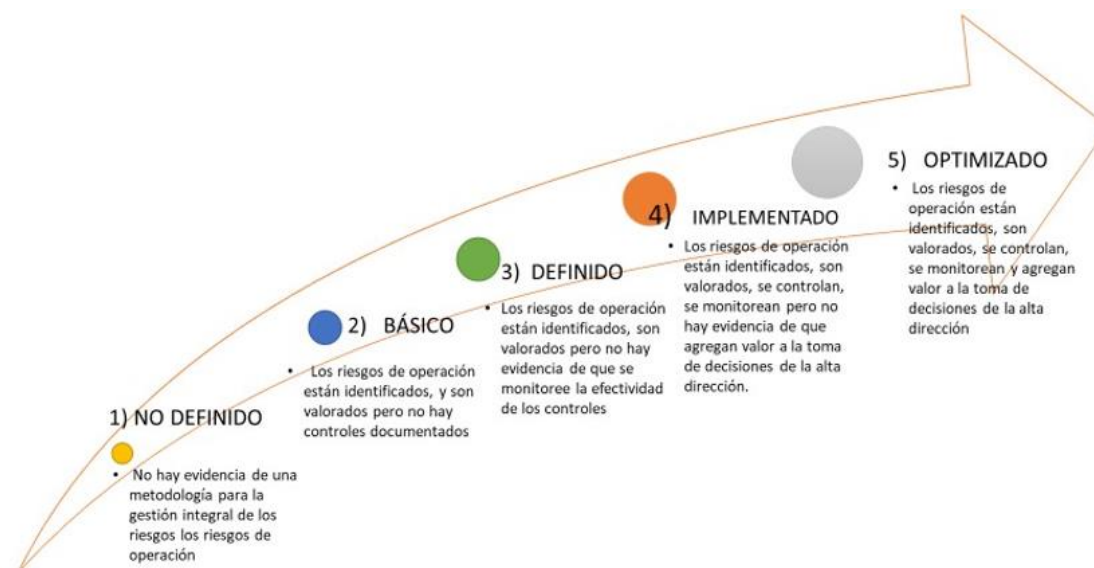 1) NO DEFINIDO
• No hay evidencia de una
metodología para la
gestión integral de los
riesgos los riesgos de
operación
2) BÁSICO
• Los riesgos de operación
están identificados, y son
valorados pero no hay
controles documentados
3) DEFINIDO
• Los riesgos de operación
están identificados, son
valorados pero no hay
evidencia de que se
monitoree la efectividad
de los controles
4) IMPLEMENTADO
• Los riesgos de operación
están identificados, son
valorados, se controlan,
se monitorean pero no
hay evidencia de que
agregan valor a la toma
de decisiones de la alta
dirección.
5) OPTIMIZADO
• Los riesgos de
operación están
identificados, son
valorados, se controlan,
se monitorean y agregan
valor a la toma de
decisiones de la alta
dirección